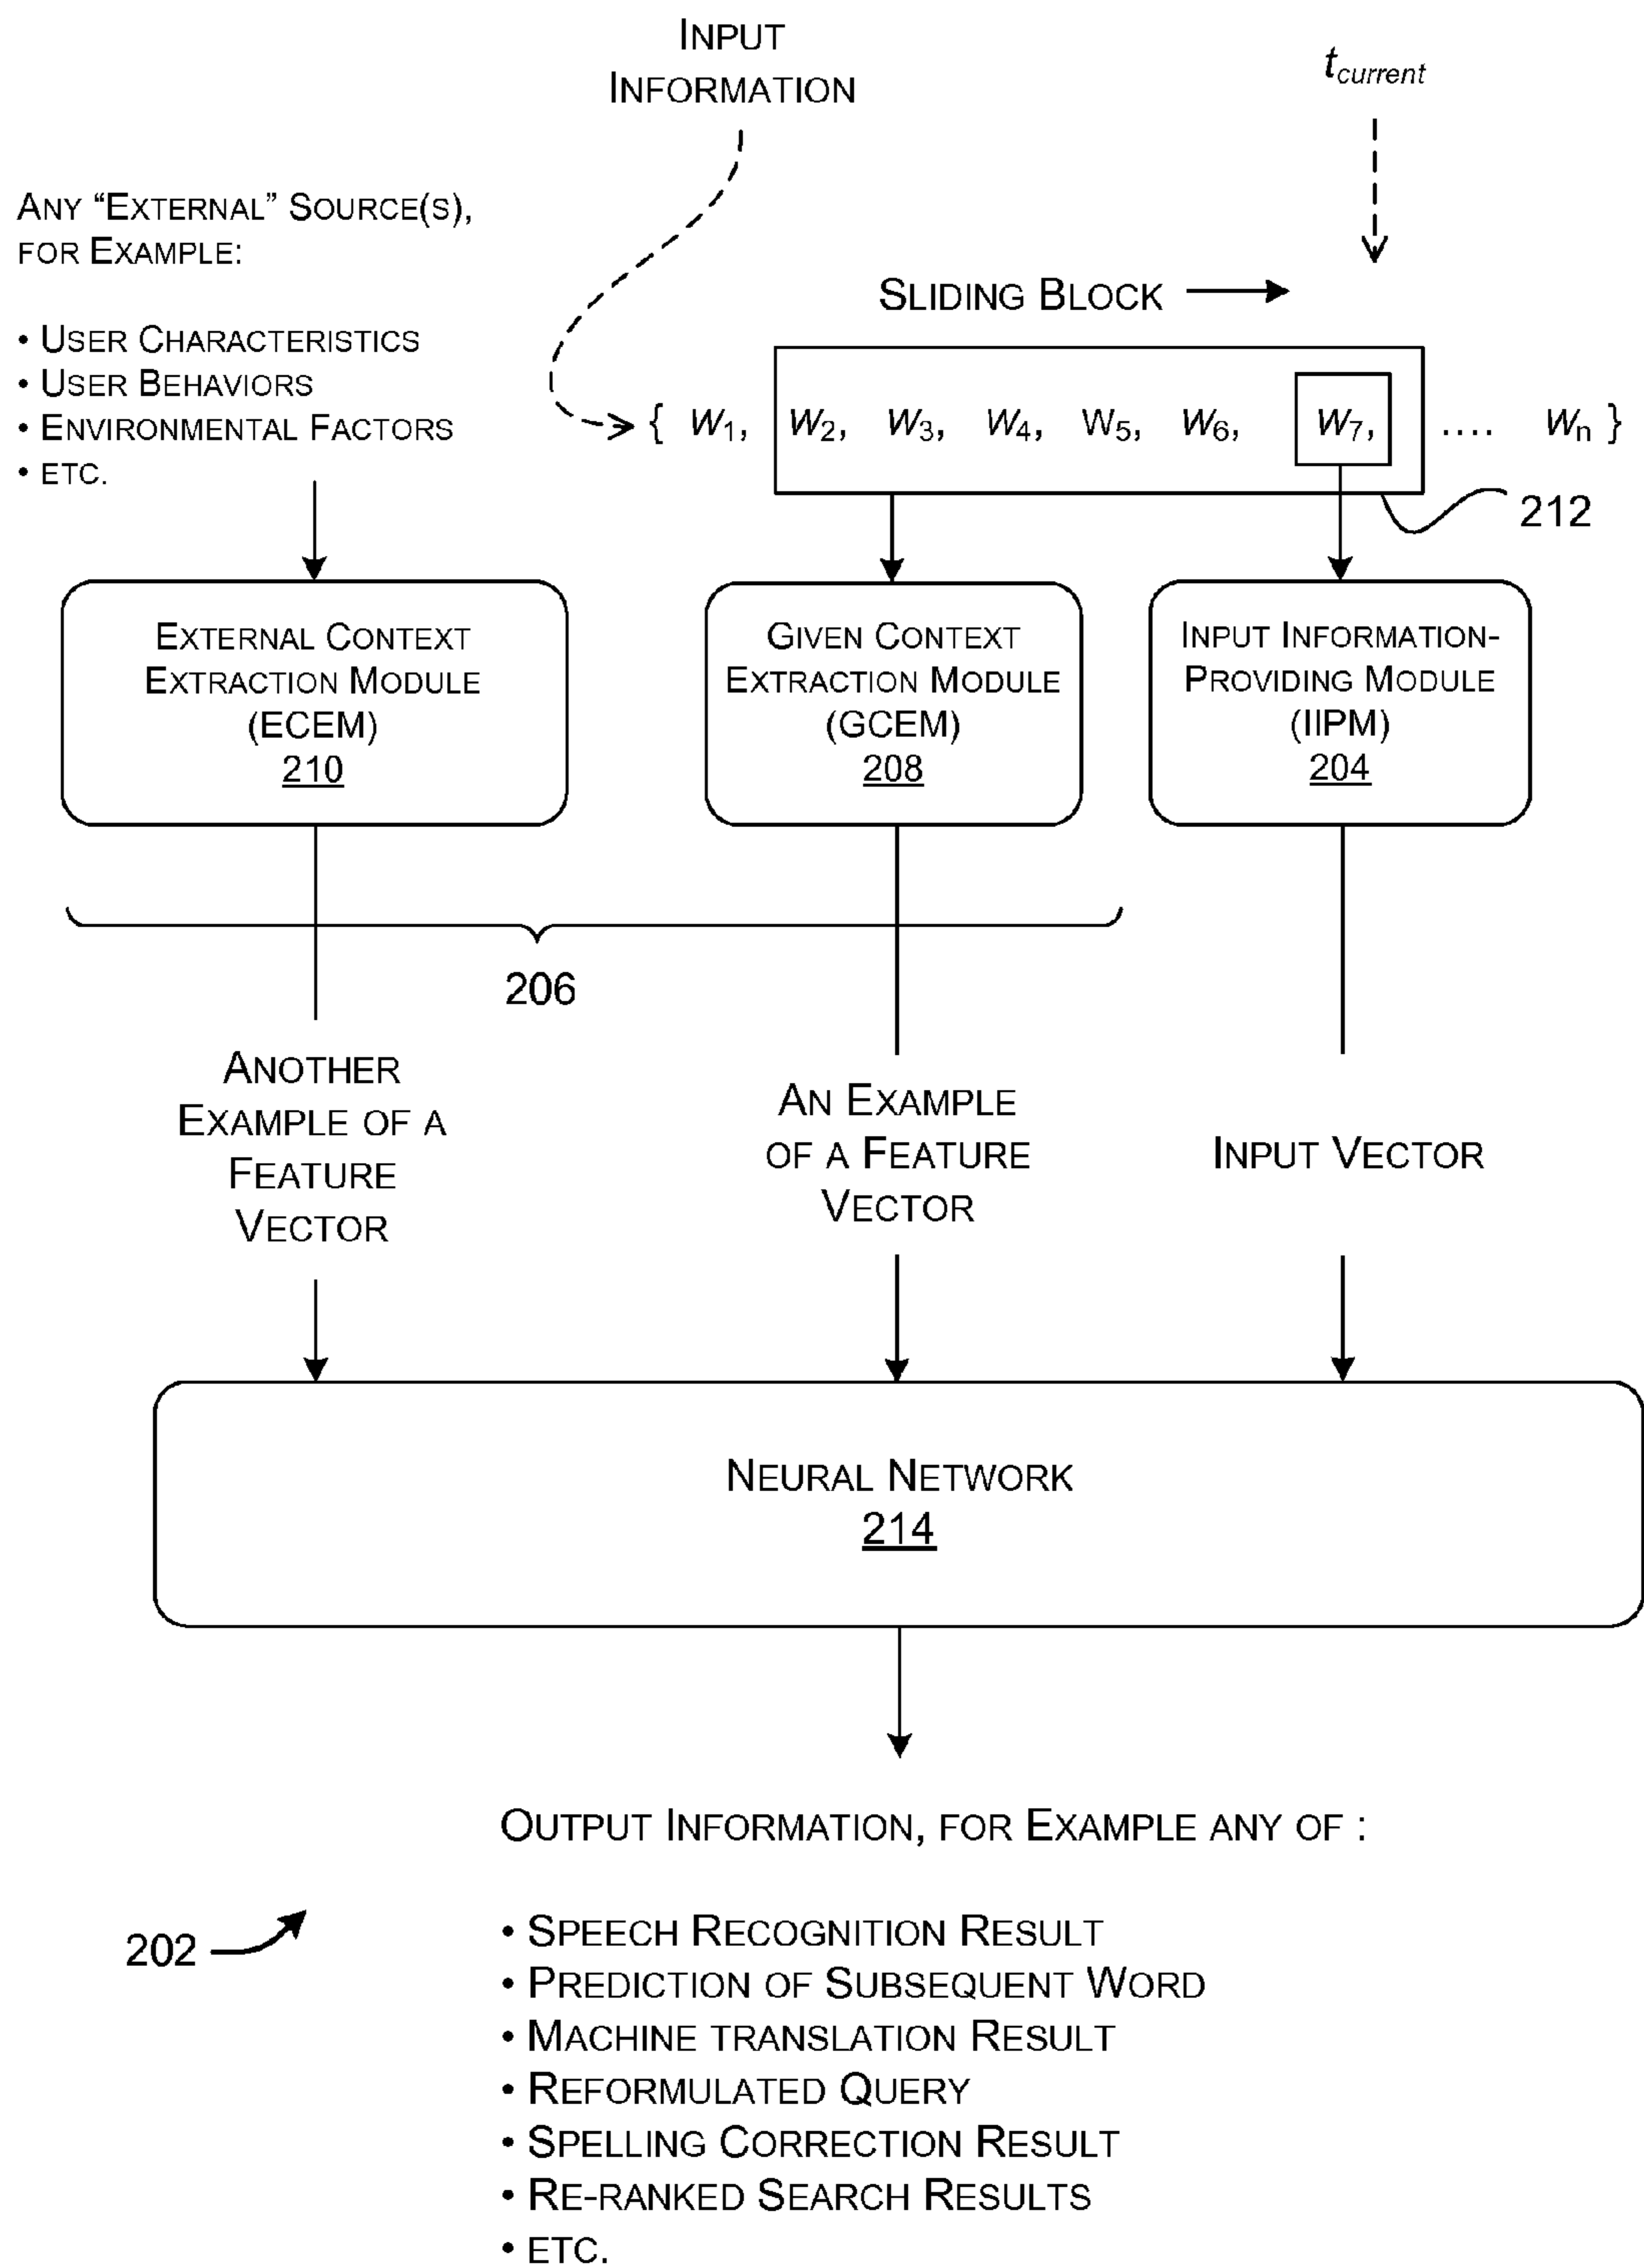 INPUT
INFORMATION
t_current
ANY “EXTERNAL” SOURCE(S),
FOR EXAMPLE:
• USER CHARACTERISTICS
• USER BEHAVIORS
• ENVIRONMENTAL FACTORS
• ETC.
SLIDING BLOCK
{ W1, W2, W3, W4, W5, W6, W7, .... Wn }
212
EXTERNAL CONTEXT
EXTRACTION MODULE
(ECEM)
210
GIVEN CONTEXT
EXTRACTION MODULE
(GCEM)
208
INPUT INFORMATION-
PROVIDING MODULE
(IIPM)
204
206
ANOTHER
EXAMPLE OF A
FEATURE
VECTOR
AN EXAMPLE
OF A FEATURE
VECTOR
INPUT VECTOR
NEURAL NETWORK
214
OUTPUT INFORMATION, FOR EXAMPLE ANY OF :
• SPEECH RECOGNITION RESULT
• PREDICTION OF SUBSEQUENT WORD
• MACHINE TRANSLATION RESULT
• REFORMULATED QUERY
• SPELLING CORRECTION RESULT
• RE-RANKED SEARCH RESULTS
• ETC.
202